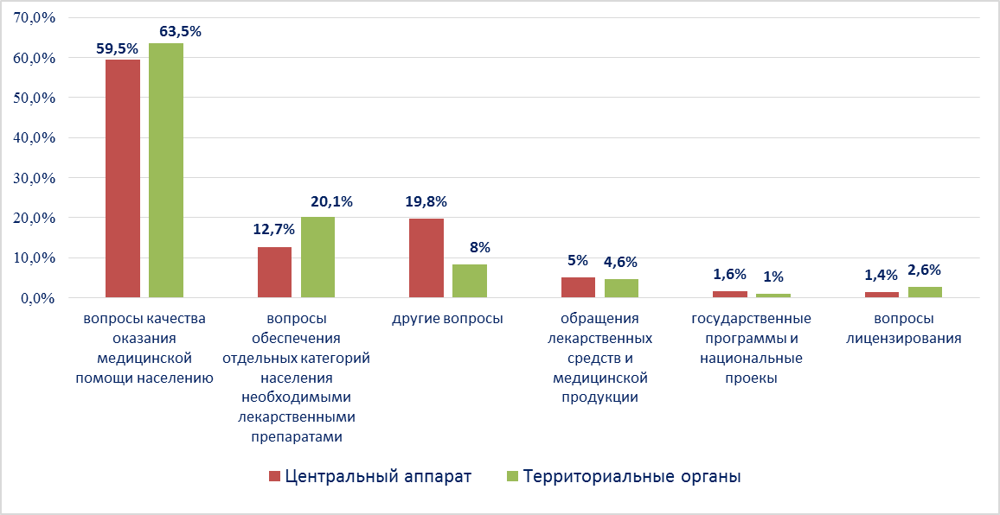 70,0%
60,0%
50,0%
40,0%
30,0%
20,0%
10,0%
0,0%
59,5%
63,5%
12,7%
20,1%
19,8%
8%
5%
4,6%
1,6%
1%
1,4%
2,6%
вопросы качества
оказания
медицинской
помощи населению
вопросы
обеспечения
отдельных категорий
населения
необходимыми
лекарственными
препаратами
другие вопросы
обращения
лекарственных
средств и
медицинской
продукции
государственные
программы и
национальные
проекы
вопросы
лицензирования
Центральный аппарат
Территориальные органы